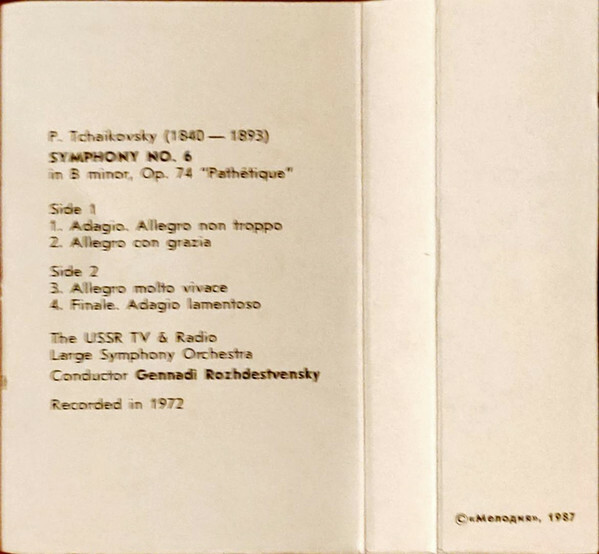 P. Tchaikovsky (1840 — 1893)
SYMPHONY NO. 6
in B minor, Op. 74 "Pathétique"
Side 1
1. Adagio. Allegro non troppo
2. Allegro con grazia
Side 2
3. Allegro molto vivace
4. Finale. Adagio lamentoso
The USSR TV & Radio
Large Symphony Orchestra
Conductor Gennadi Rozhdestvensky
Recorded in 1972
©«Мелодия», 1987